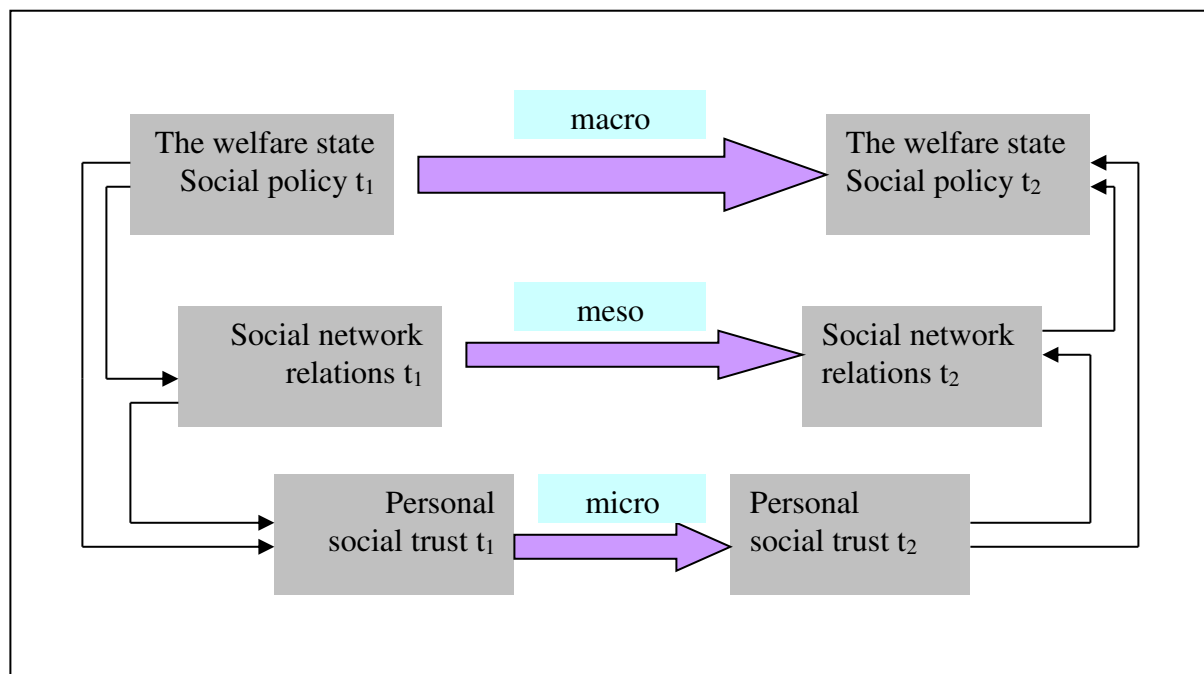 macro
The welfare state
Social policy t₁
The welfare state
Social policy t₂
meso
Social network
relations t₁
Social network
relations t₂
micro
Personal
social trust t₁
Personal
social trust t₂